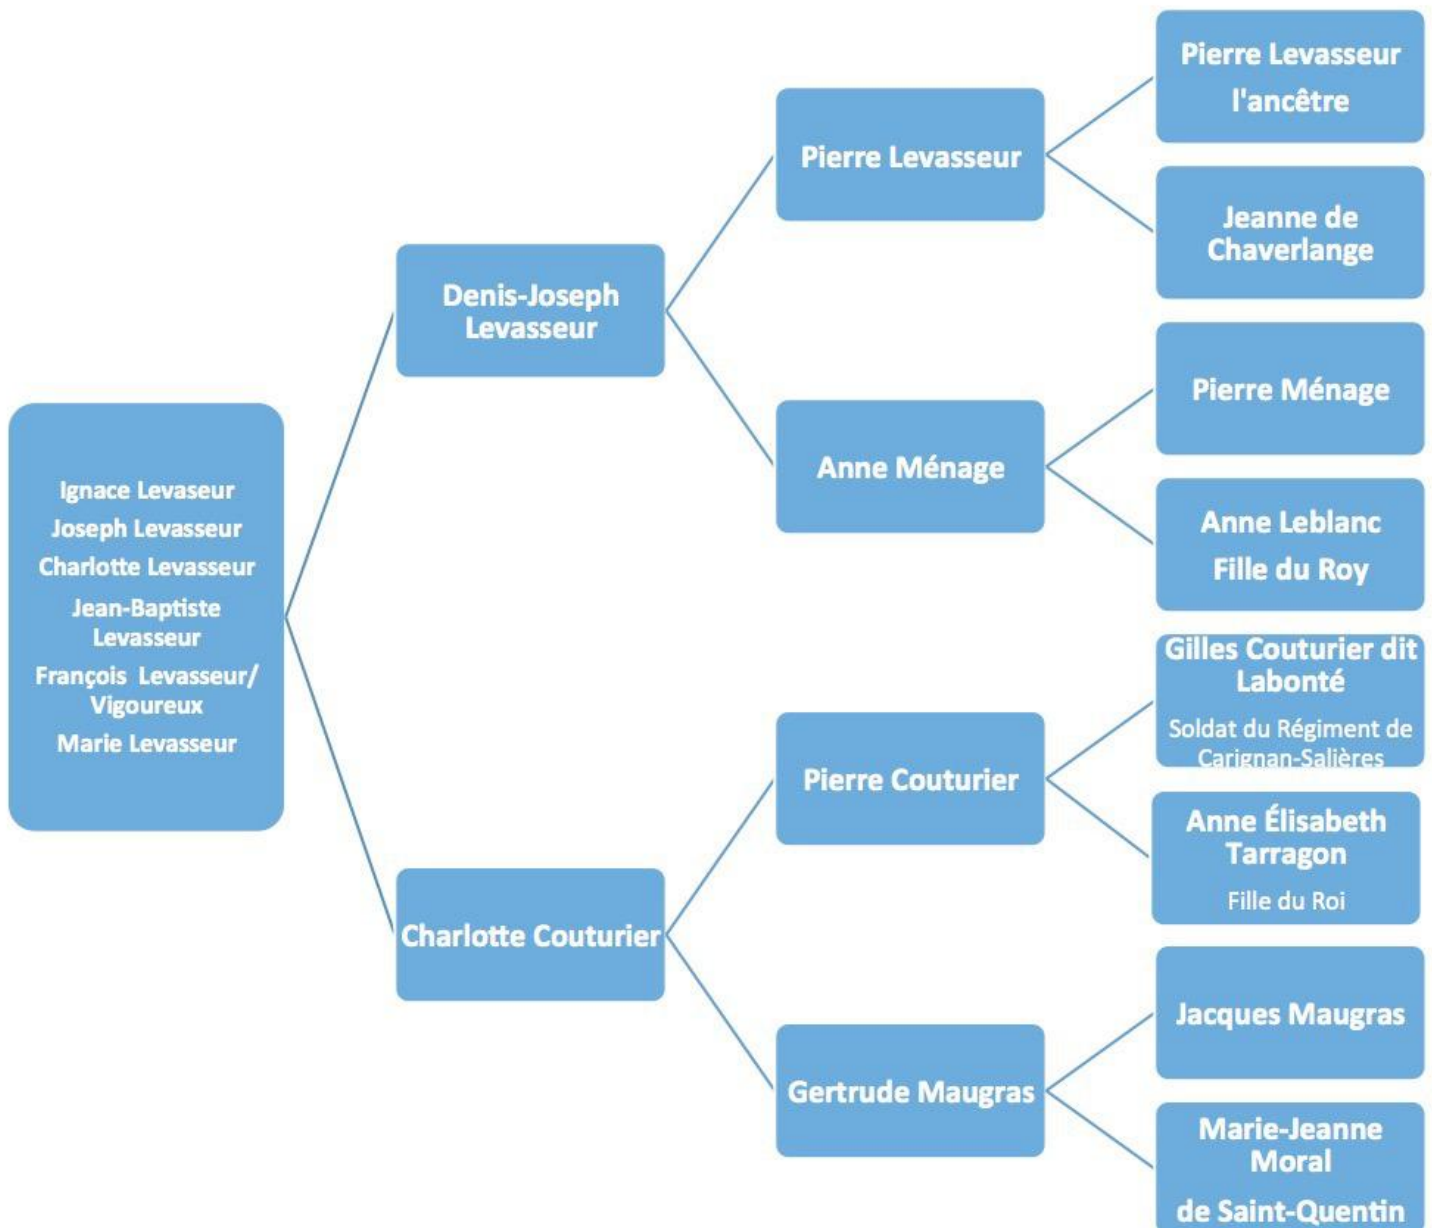 Ignace Levaseur
Joseph Levasseur
Charlotte Levasseur
Jean-Baptiste
Levasseur
François Levasseur/
Vigoureux
Marie Levasseur
Denis-Joseph
Levasseur
Charlotte Couturier
Pierre Levasseur
Anne Ménage
Pierre Couturier
Gertrude Maugras
Pierre Levasseur
l'ancêtre
Jeanne de
Chaverlange
Pierre Ménage
Anne Leblanc
Fille du Roy
Gilles Couturier dit
Labonté
Soldat du Régiment de
Carignan-Salières
Anne Élisabeth
Tarragon
Fille du Roi
Jacques Maugras
Marie-Jeanne
Moral
de Saint-Quentin